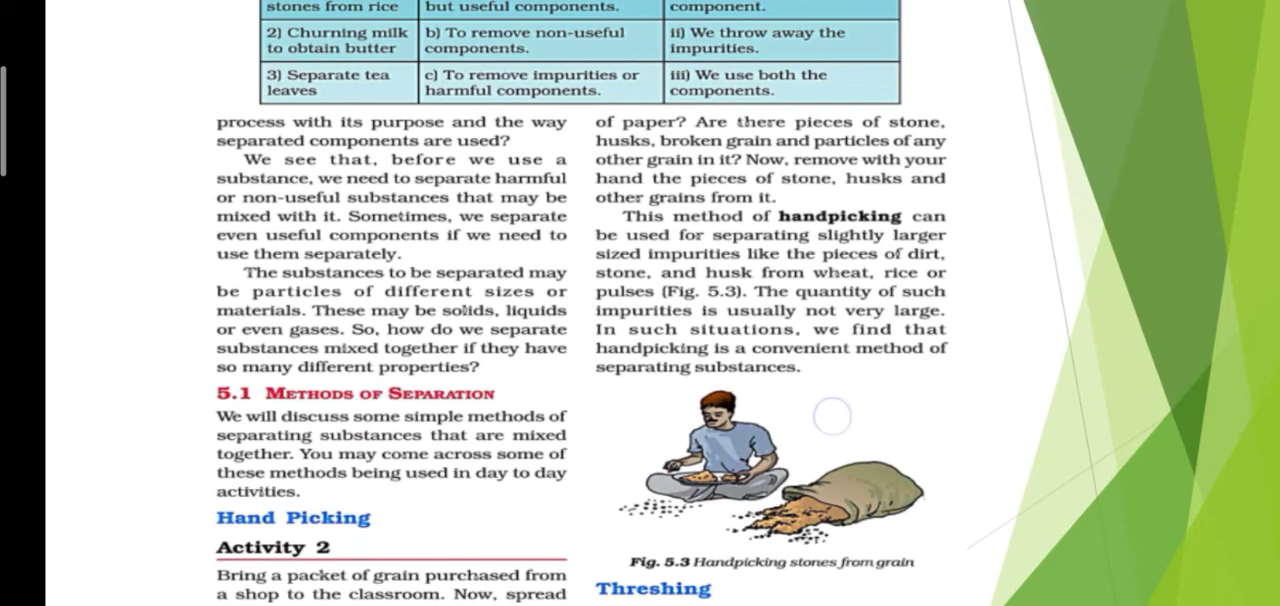 stones from rice
but useful components.
component.
2) Churning milk
to obtain butter
b) To remove non-useful
components.
ii) We throw away the
impurities.
3) Separate tea
leaves
c) To remove impurities or
harmful components.
iii) We use both the
components.
process with its purpose and the way
separated components are used?
We see that, before we use a
substance, we need to separate harmful
or non-useful substances that may be
mixed with it. Sometimes, we separate
even useful components if we need to
use them separately.
The substances to be separated may
be particles of different sizes or
materials. These may be solids, liquids
or even gases. So, how do we separate
substances mixed together if they have
so many different properties?
5.1 METHODS OF SEPARATION
We will discuss some simple methods of
separating substances that are mixed
together. You may come across some of
these methods being used in day to day
activities.
Hand Picking
Activity 2
Bring a packet of grain purchased from
a shop to the classroom. Now, spread
of paper? Are there pieces of stone,
husks, broken grain and particles of any
other grain in it? Now, remove with your
hand the pieces of stone, husks and
other grains from it.
This method of handpicking can
be used for separating slightly larger
sized impurities like the pieces of dirt,
stone, and husk from wheat, rice or
pulses (Fig. 5.3). The quantity of such
impurities is usually not very large.
In such situations, we find that
handpicking is a convenient method of
separating substances.
Fig. 5.3 Handpicking stones from grain
Threshing